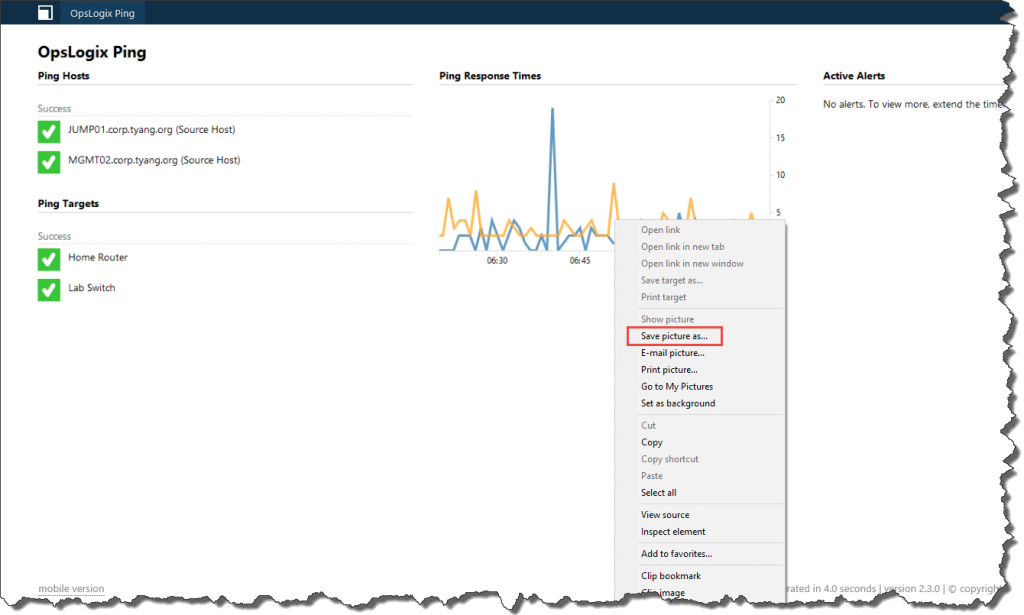 OpsLogix Ping
OpsLogix Ping
Ping Hosts
Success
JUMP01.corp.tyang.org (Source Host)
MGMT02.corp.tyang.org (Source Host)
Ping Targets
Success
Home Router
Lab Switch
Ping Response Times
20
15
10
5
06:30
06:45
Active Alerts
No alerts. To view more, extend the time
Open link
Open link in new tab
Open link in new window
Save target as...
Print target
Show picture
Save picture as...
E-mail picture...
Print picture...
Go to My Pictures
Set as background
Cut
Copy
Copy shortcut
Paste
Select all
View source
Inspect element
Add to favorites...
Clip bookmark
Clip image
mobile version
rated in 4.0 seconds | version 2.3.0 | © copyright